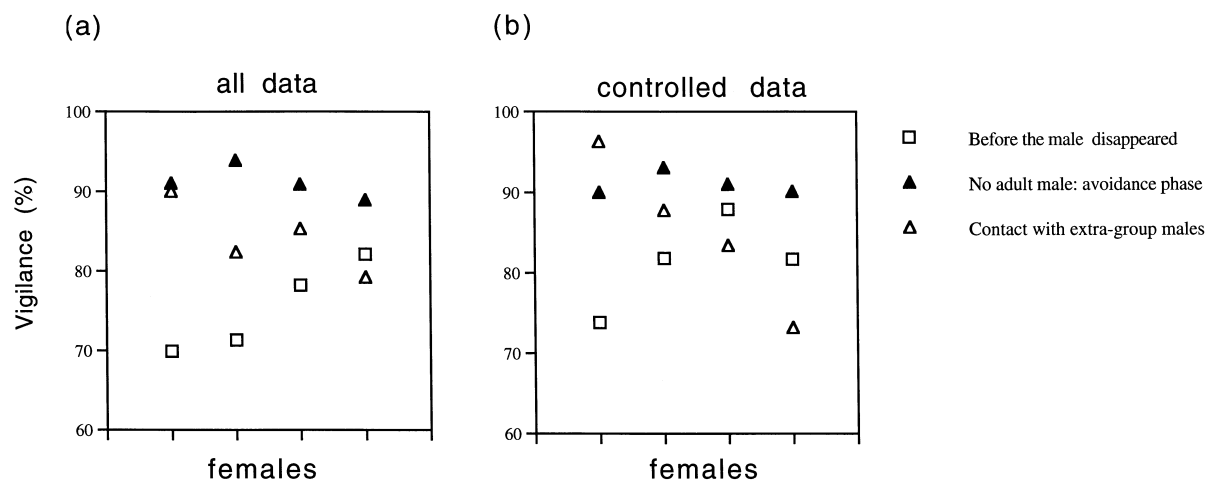 (a)
all data
Vigilance (%)
100
90
80
70
60
females
(b)
controlled data
100
90
80
70
60
females
Before the male disappeared
No adult male: avoidance phase
Contact with extra-group males